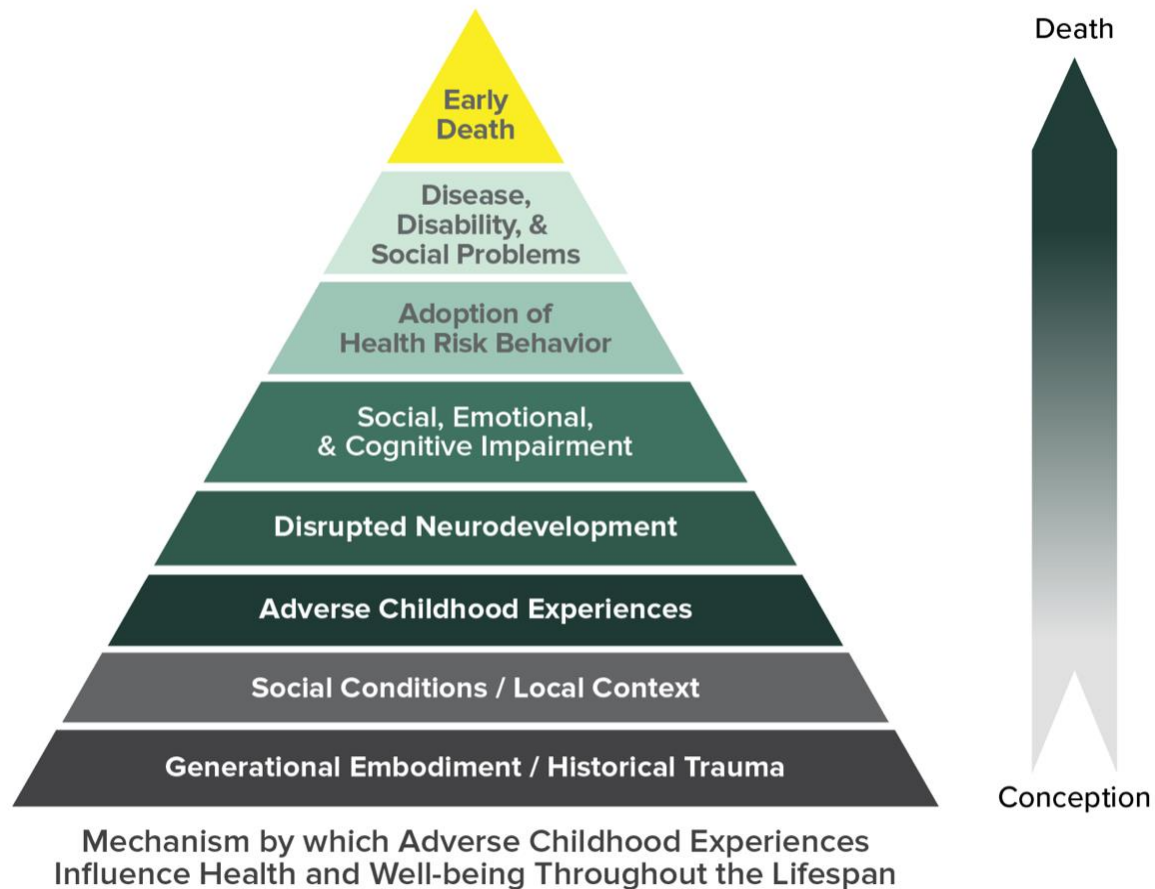 Death
Early
Death
Disease,
Disability, &
Social Problems
Adoption of
Health Risk Behavior
Social, Emotional,
& Cognitive Impairment
Disrupted Neurodevelopment
Adverse Childhood Experiences
Social Conditions / Local Context
Generational Embodiment / Historical Trauma
Conception
Mechanism by which Adverse Childhood Experiences
Influence Health and Well-being Throughout the Lifespan